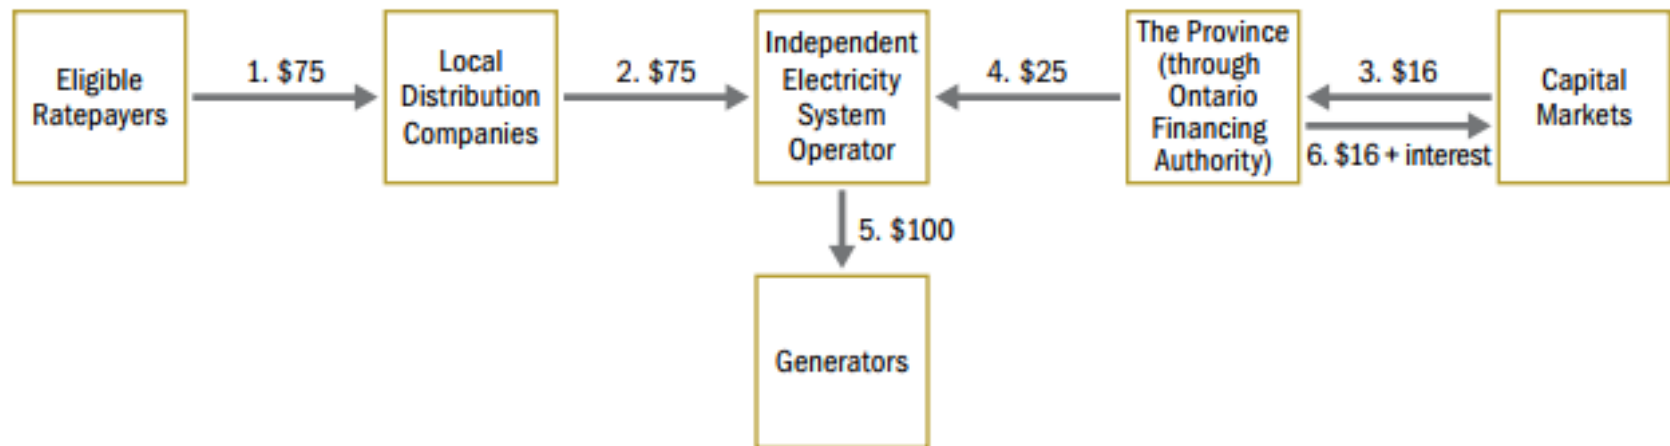 Eligible
Ratepayers
1. $75
Local
Distribution
Companies
2. $75
Independent
Electricity
System
Operator
4. $25
The Province
(through
Ontario
Financing
Authority)
3. $16
6. $16 + interest
Capital
Markets
5. $100
Generators